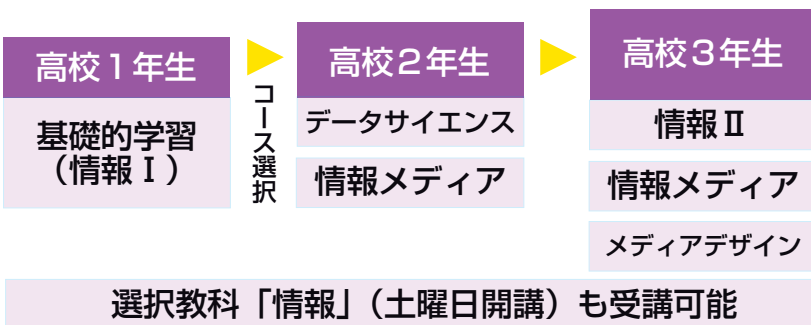 高校1年生
基礎的学習
（情報Ⅰ）
コース選択
高校2年生
データサイエンス
情報メディア
高校3年生
情報Ⅱ
情報メディア
メディアデザイン
選択教科「情報」（土曜日開講）も受講可能